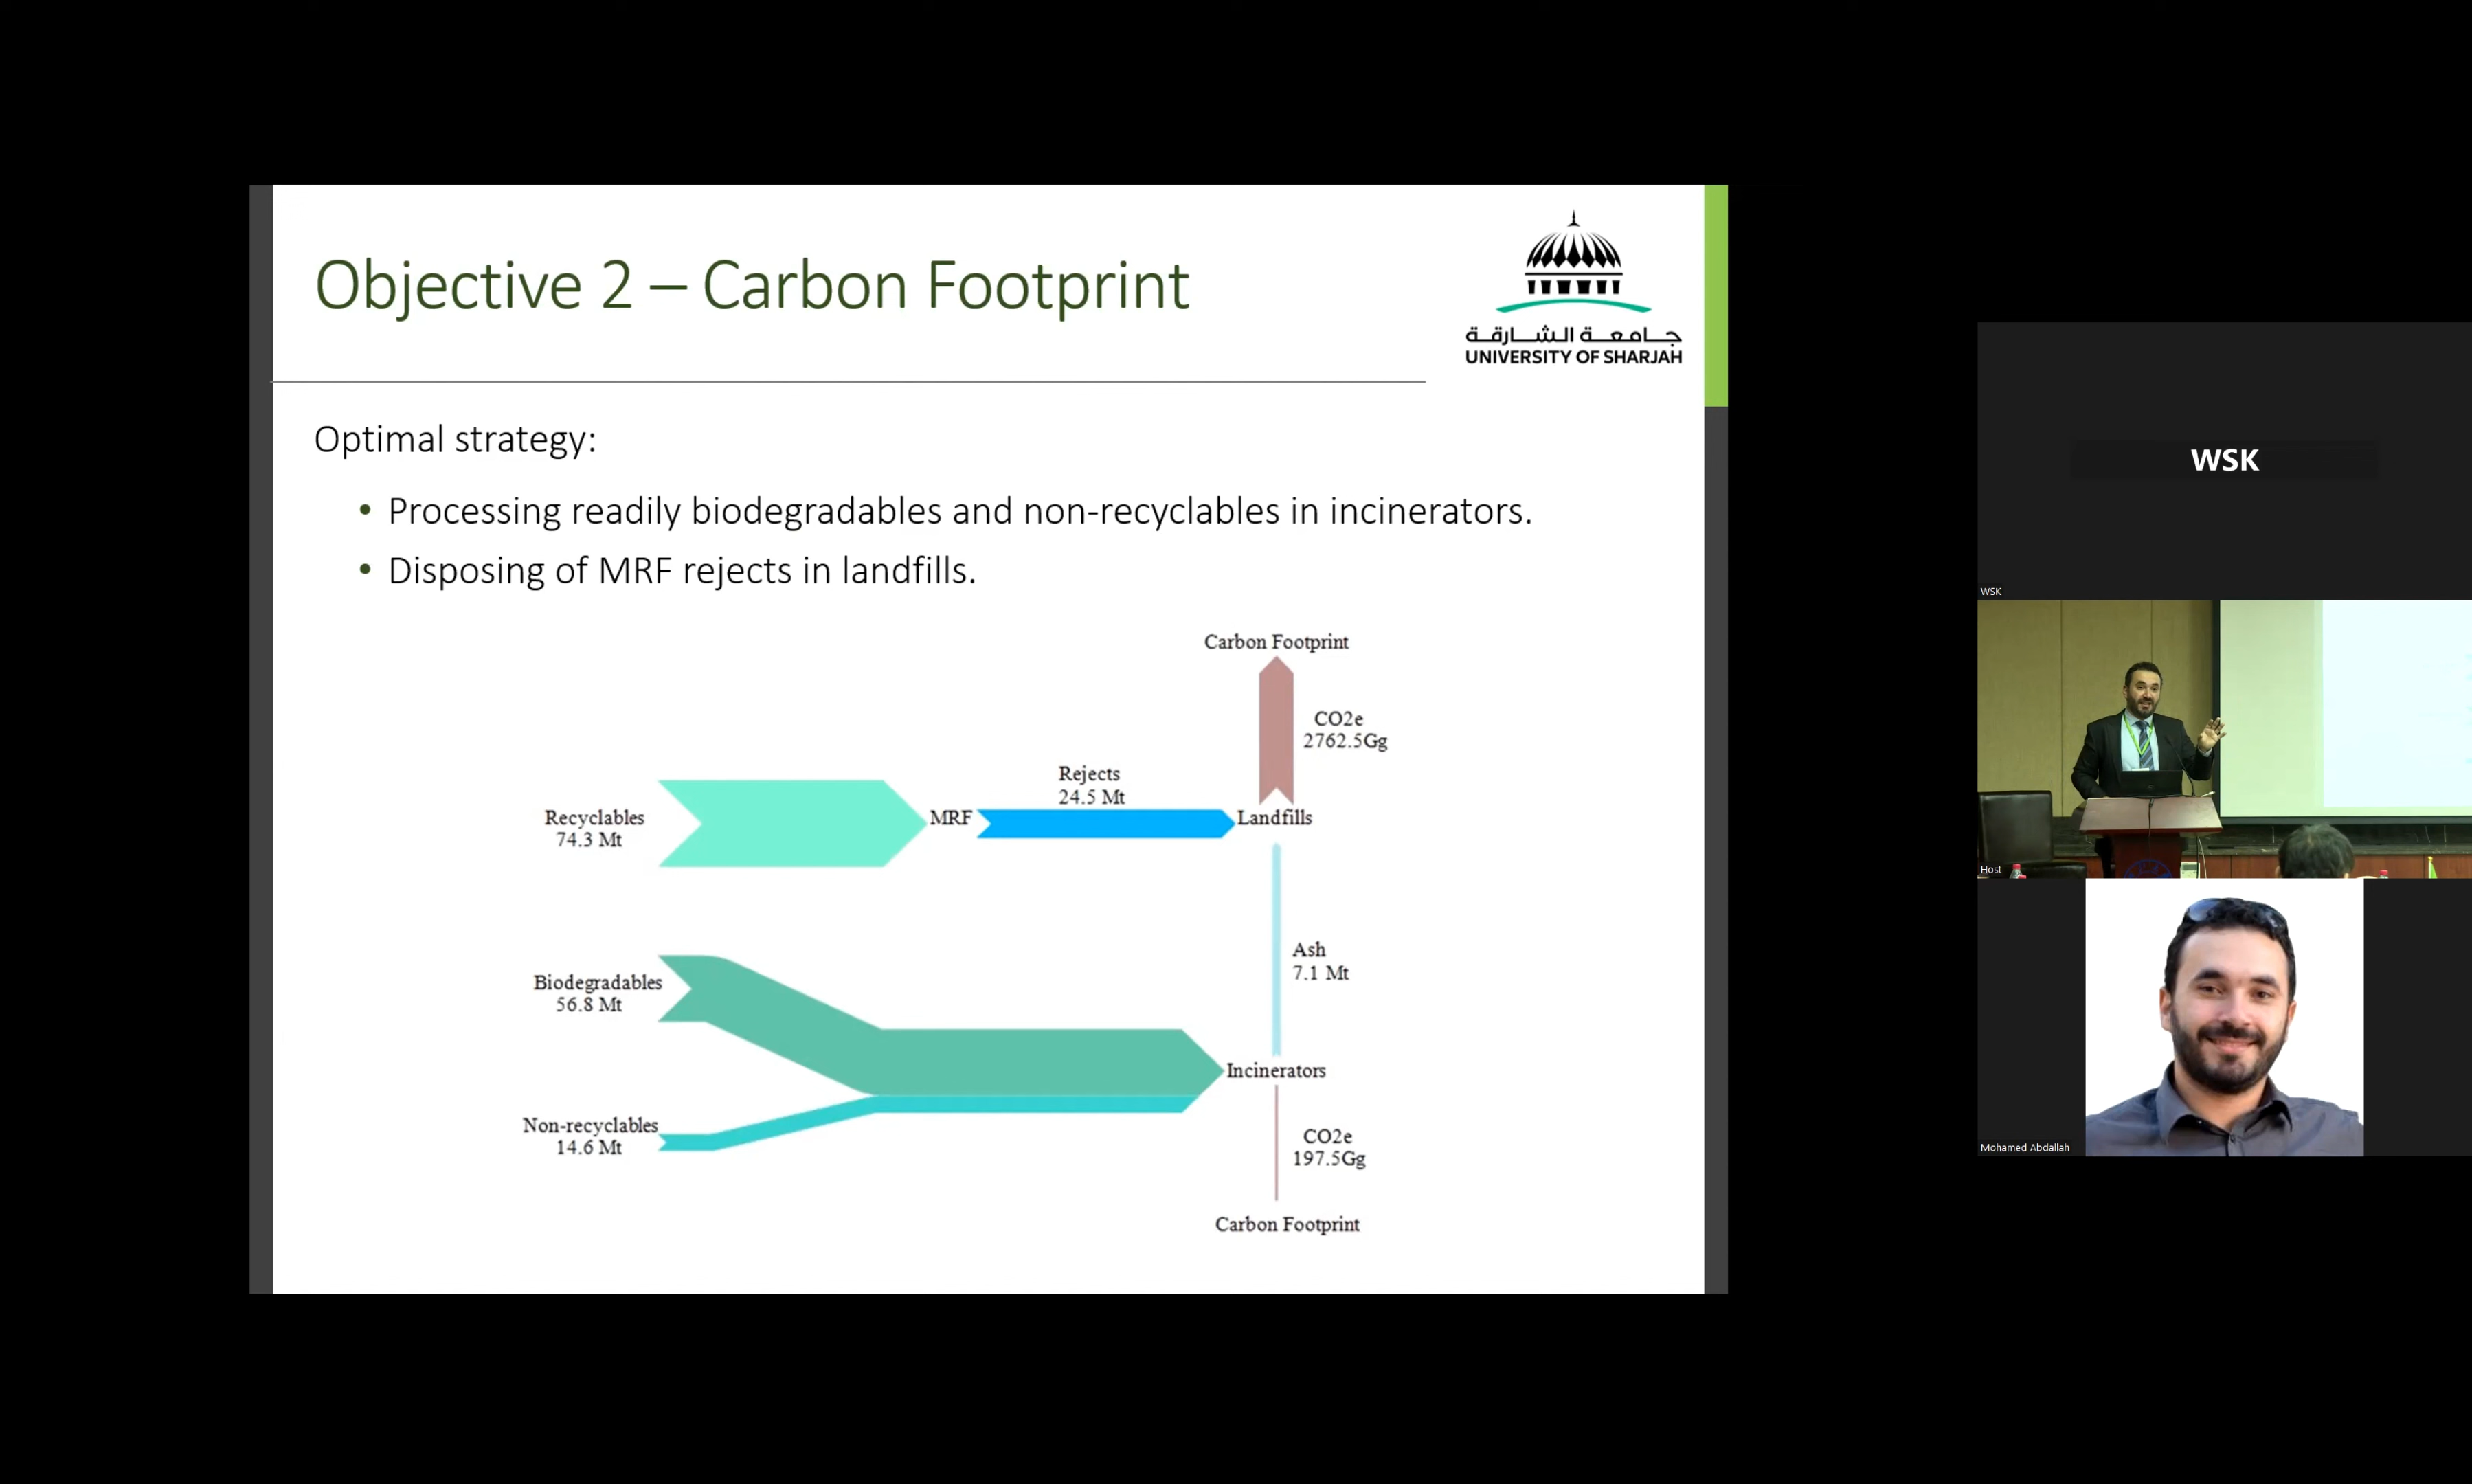 Objective 2 – Carbon Footprint
جامعة الشارقة
UNIVERSITY OF SHARJAH
Optimal strategy:
• Processing readily biodegradables and non-recyclables in incinerators.
• Disposing of MRF rejects in landfills.
Carbon Footprint
CO2e
2762.5Gg
Rejects
24.5 Mt
Recyclables
74.3 Mt
MRF
Landfills
Ash
7.1 Mt
Biodegradables
56.8 Mt
Incinerators
Non-recyclables
14.6 Mt
CO2e
197.5Gg
Carbon Footprint
WSK
WSK
Host
Mohamed Abdallah